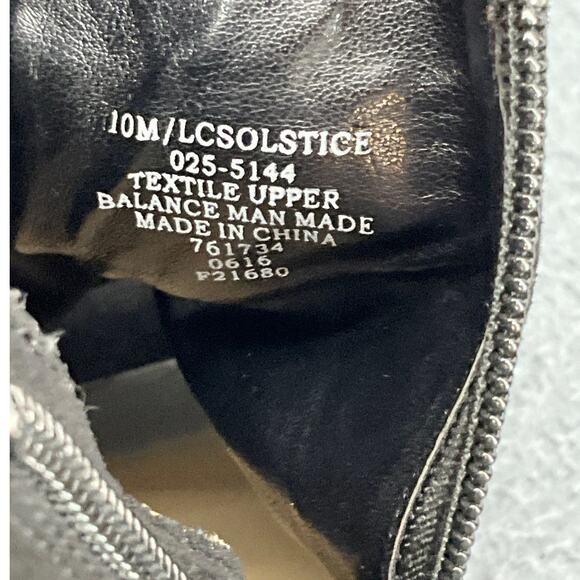 10M/LCSOLSTICE
025-5144
TEXTILE UPPER
BALANCE MAN MADE
MADE IN CHINA
761734
0616
F21680